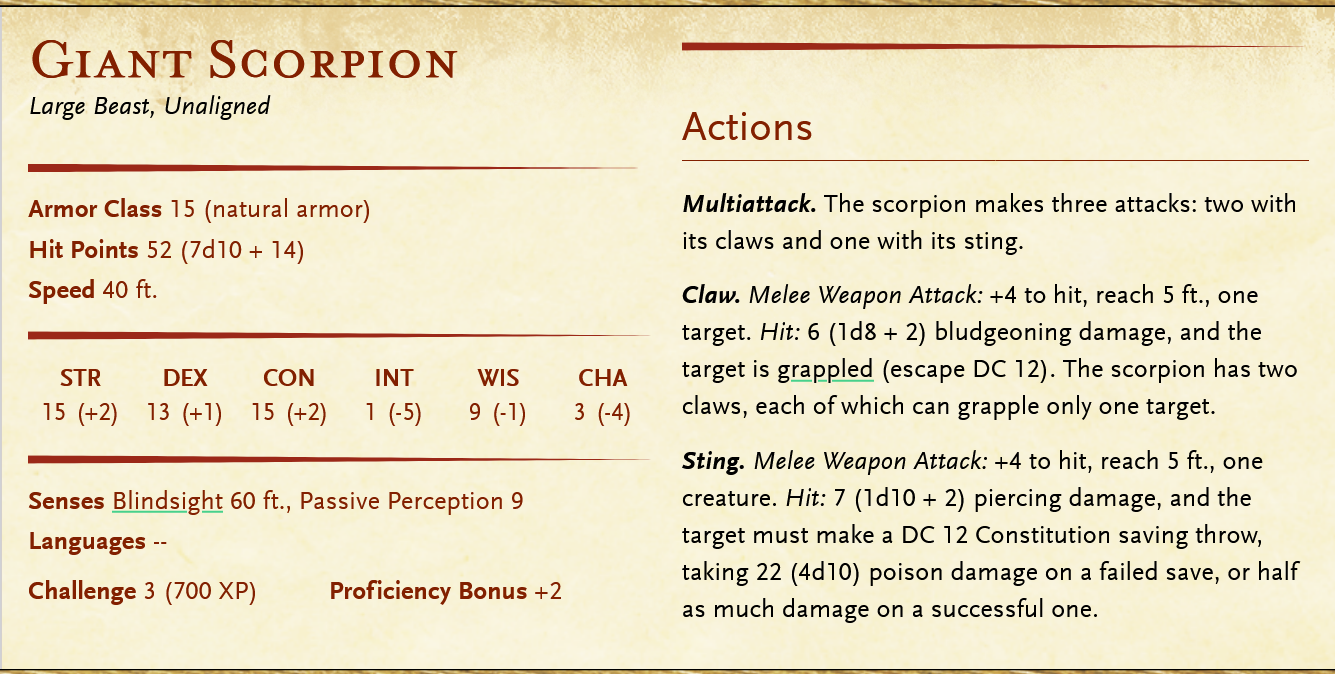 Giant Scorpion
Large Beast, Unaligned
Armor Class 15 (natural armor)
Hit Points 52 (7d10 + 14)
Speed 40 ft.
STR DEX CON INT WIS CHA
15 (+2) 13 (+1) 15 (+2) 1 (-5) 9 (-1) 3 (-4)
Senses Blindsight 60 ft., Passive Perception 9
Languages --
Challenge 3 (700 XP) Proficiency Bonus +2
Actions
Multiattack. The scorpion makes three attacks: two with
its claws and one with its sting.
Claw. Melee Weapon Attack: +4 to hit, reach 5 ft., one
target. Hit: 6 (1d8 + 2) bludgeoning damage, and the
target is grappled (escape DC 12). The scorpion has two
claws, each of which can grapple only one target.
Sting. Melee Weapon Attack: +4 to hit, reach 5 ft., one
creature. Hit: 7 (1d10 + 2) piercing damage, and the
target must make a DC 12 Constitution saving throw,
taking 22 (4d10) poison damage on a failed save, or half
as much damage on a successful one.